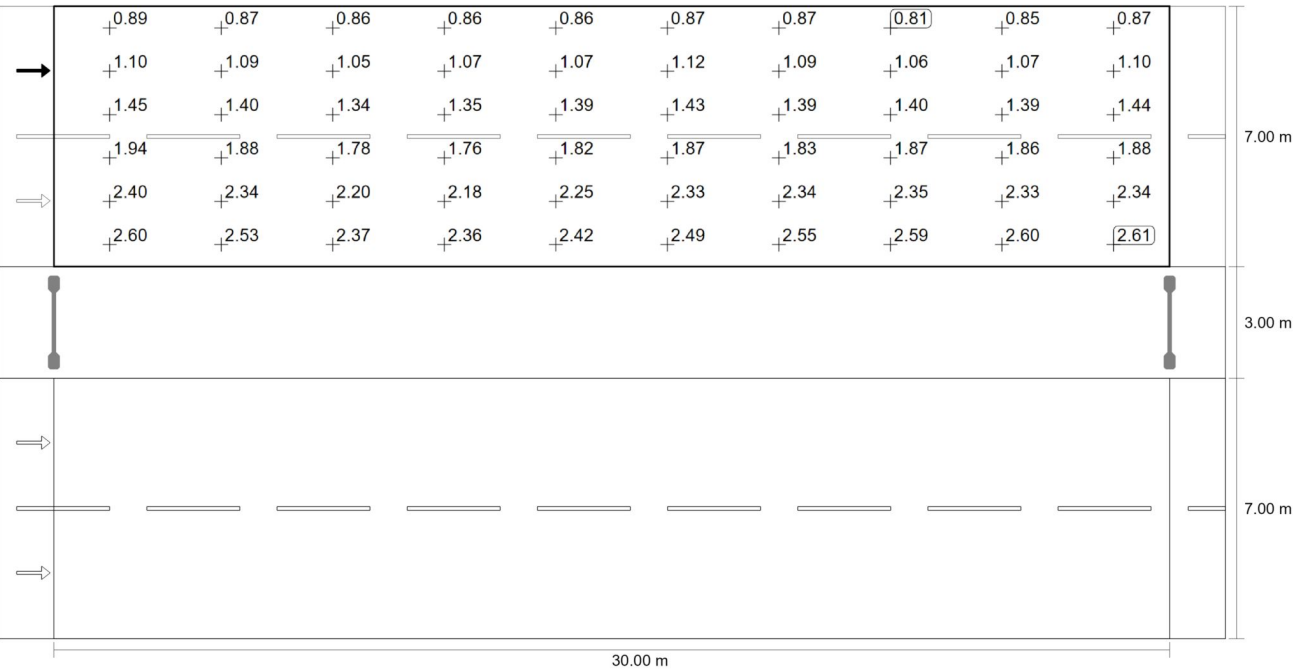 0.89 0.87 0.86 0.86 0.86 0.87 0.87 0.81 0.85 0.87
1.10 1.09 1.05 1.07 1.07 1.12 1.09 1.06 1.07 1.10
1.45 1.40 1.34 1.35 1.39 1.43 1.39 1.40 1.39 1.44
7.00 m
1.94 1.88 1.78 1.76 1.82 1.87 1.83 1.87 1.86 1.88
2.40 2.34 2.20 2.18 2.25 2.33 2.34 2.35 2.33 2.34
2.60 2.53 2.37 2.36 2.42 2.49 2.55 2.59 2.60 2.61
3.00 m
7.00 m
30.00 m